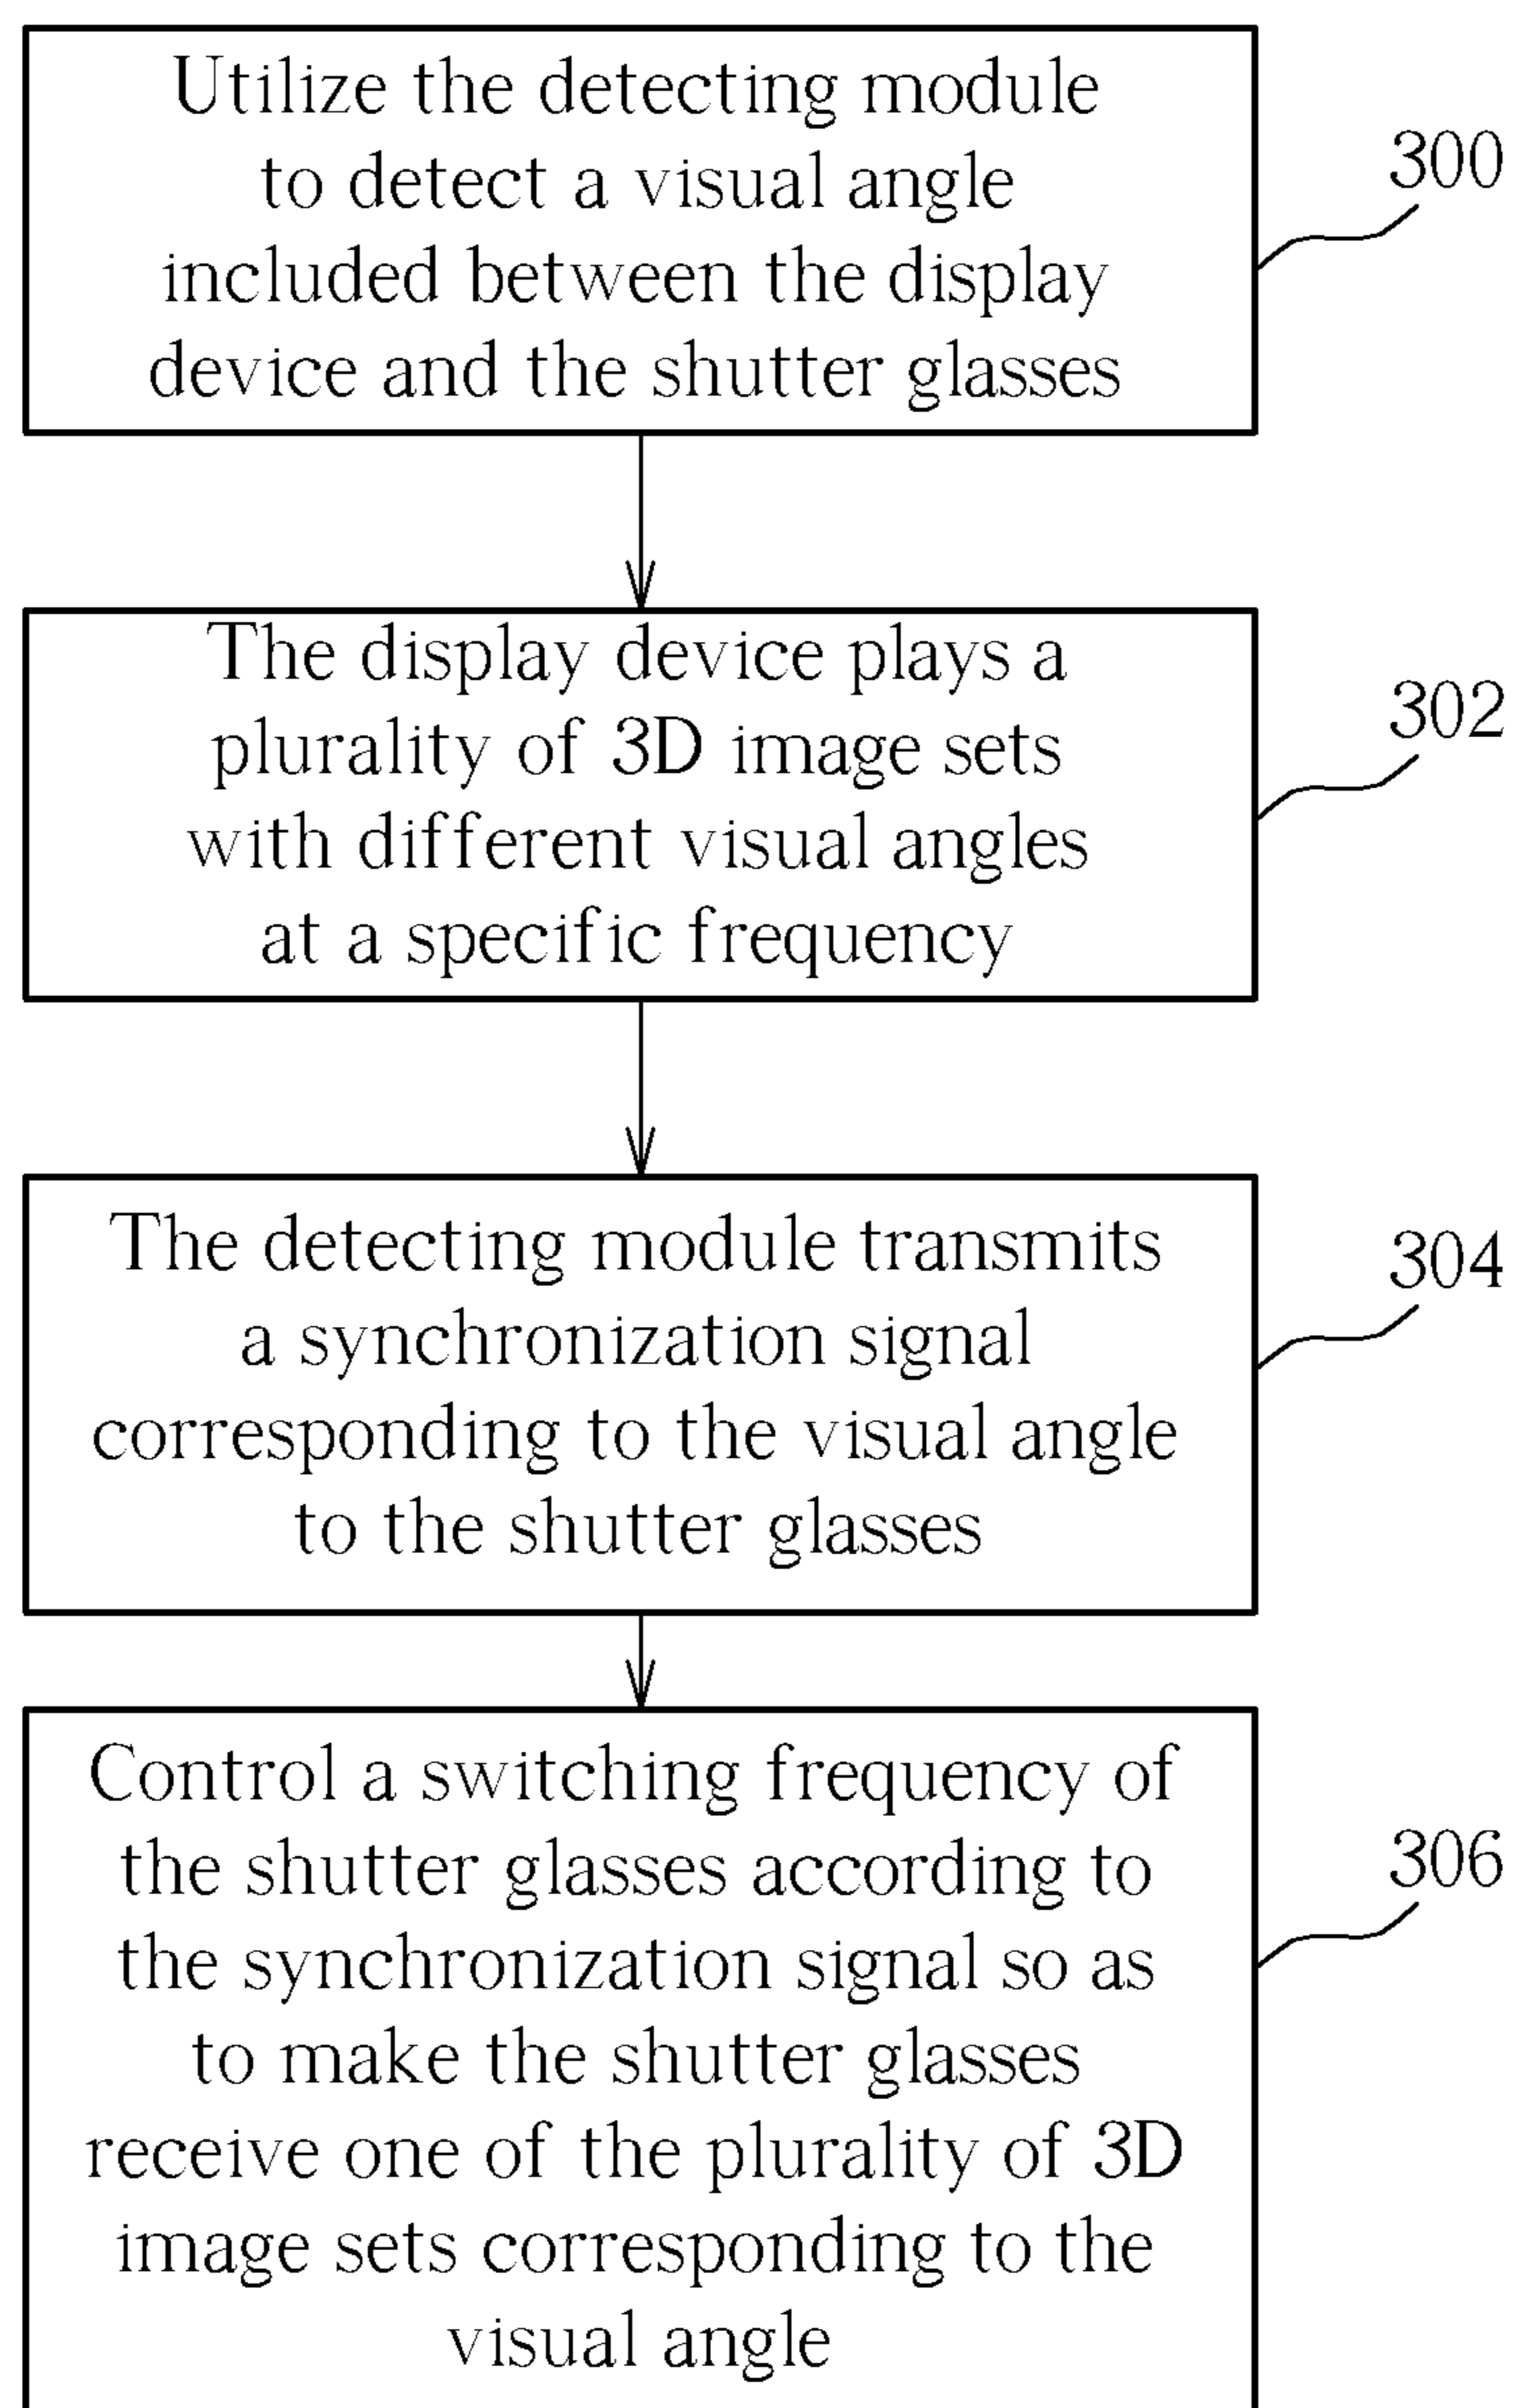 Utilize the detecting module
to detect a visual angle
included between the display
device and the shutter glasses
300
The display device plays a
plurality of 3D image sets
with different visual angles
at a specific frequency
302
The detecting module transmits
a synchronization signal
corresponding to the visual angle
to the shutter glasses
304
Control a switching frequency of
the shutter glasses according to
the synchronization signal so as
to make the shutter glasses
receive one of the plurality of 3D
image sets corresponding to the
visual angle
306